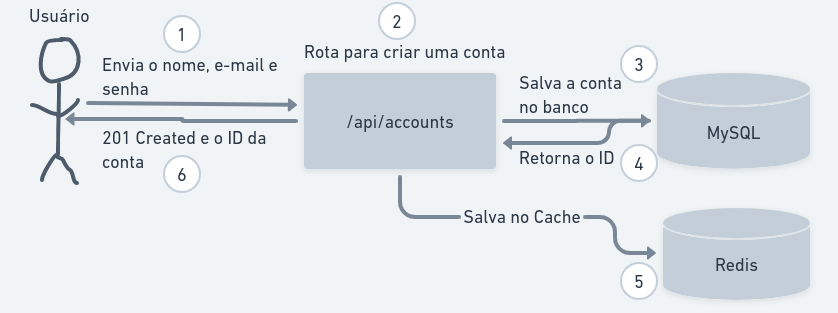 Usuário
1
Envia o nome, e-mail e
senha
201 Created e o ID da
conta
6
2
Rota para criar uma conta
/api/accounts
3
Salva a conta
no banco
Retorna o ID
4
MySQL
Salva no Cache
5
Redis